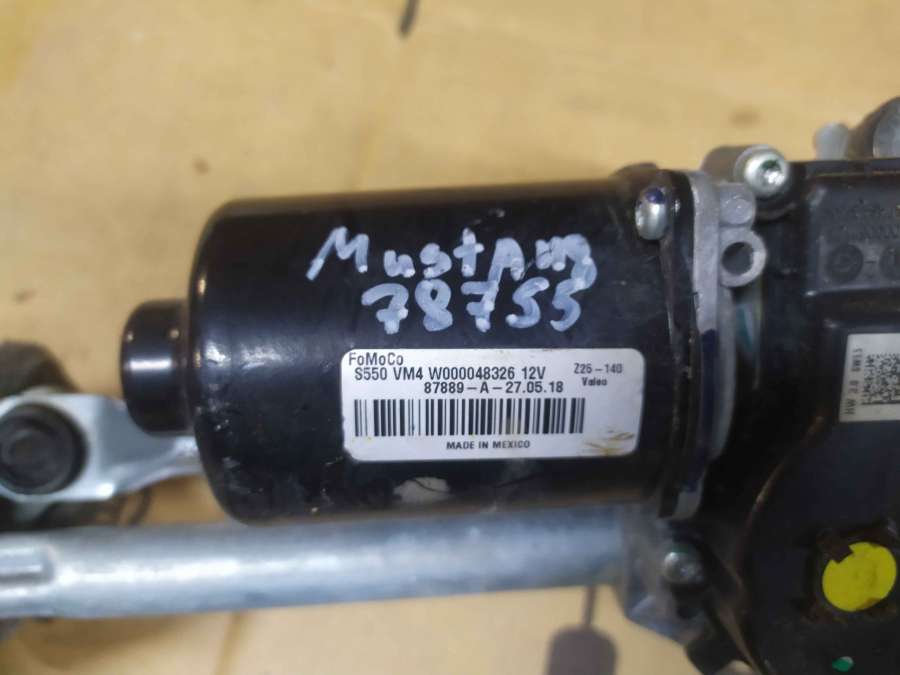 Mustang
78755
FoMoCo
S550 VM4 W000048326 12V
87889-A-27.05.18
Z26-140
Valeo
MADE IN MEXICO